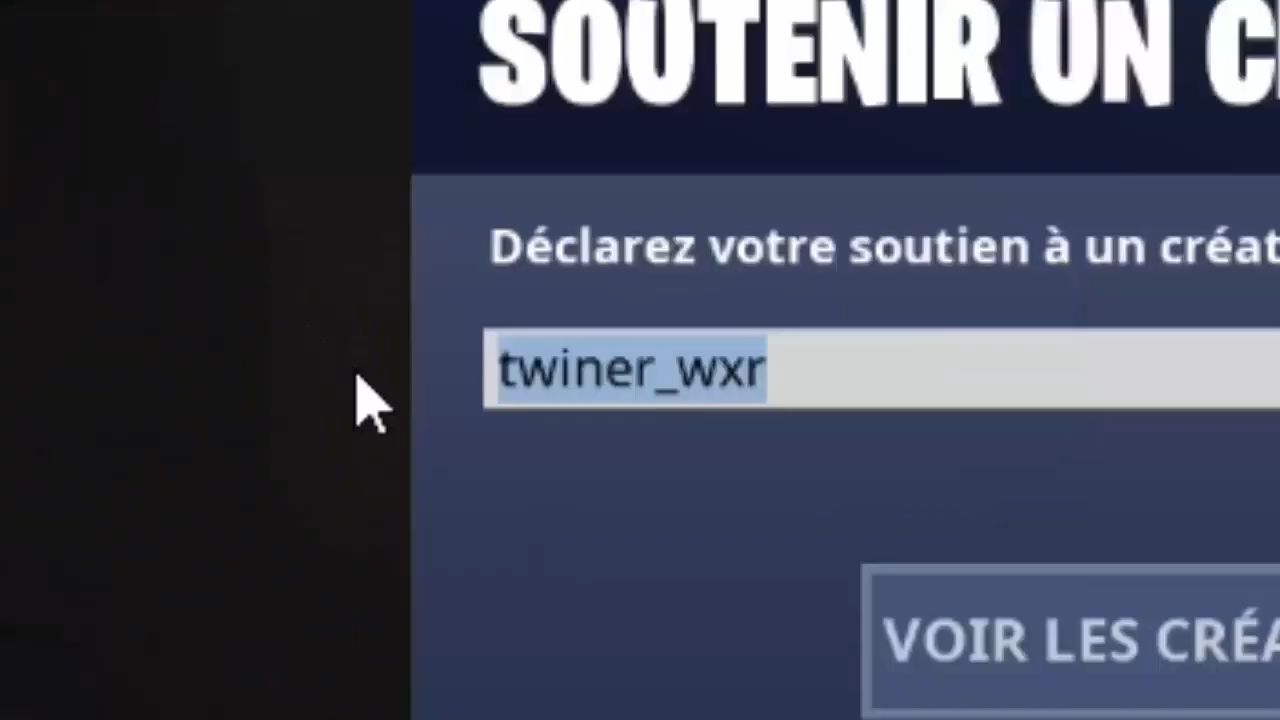 SOUTENIR UN C
Déclarez votre soutien à un créat
twiner_wxr
VOIR LES CRÉA